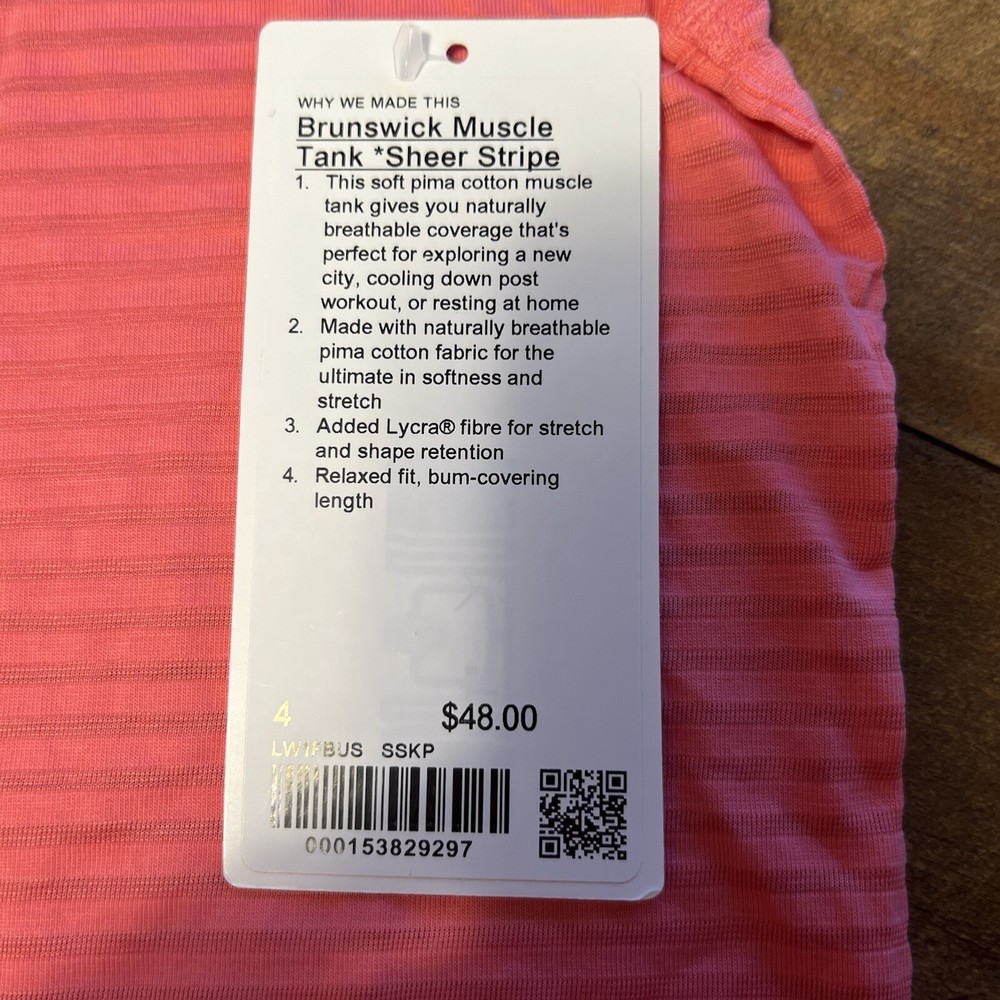 WHY WE MADE THIS
Brunswick Muscle
Tank *Sheer Stripe
1. This soft pima cotton muscle
tank gives you naturally
breathable coverage that's
perfect for exploring a new
city, cooling down post
workout, or resting at home
2. Made with naturally breathable
pima cotton fabric for the
ultimate in softness and
stretch
3. Added Lycra® fibre for stretch
and shape retention
4. Relaxed fit, bum-covering
length
4 $48.00
LW1FBUS SSKP
000153829297